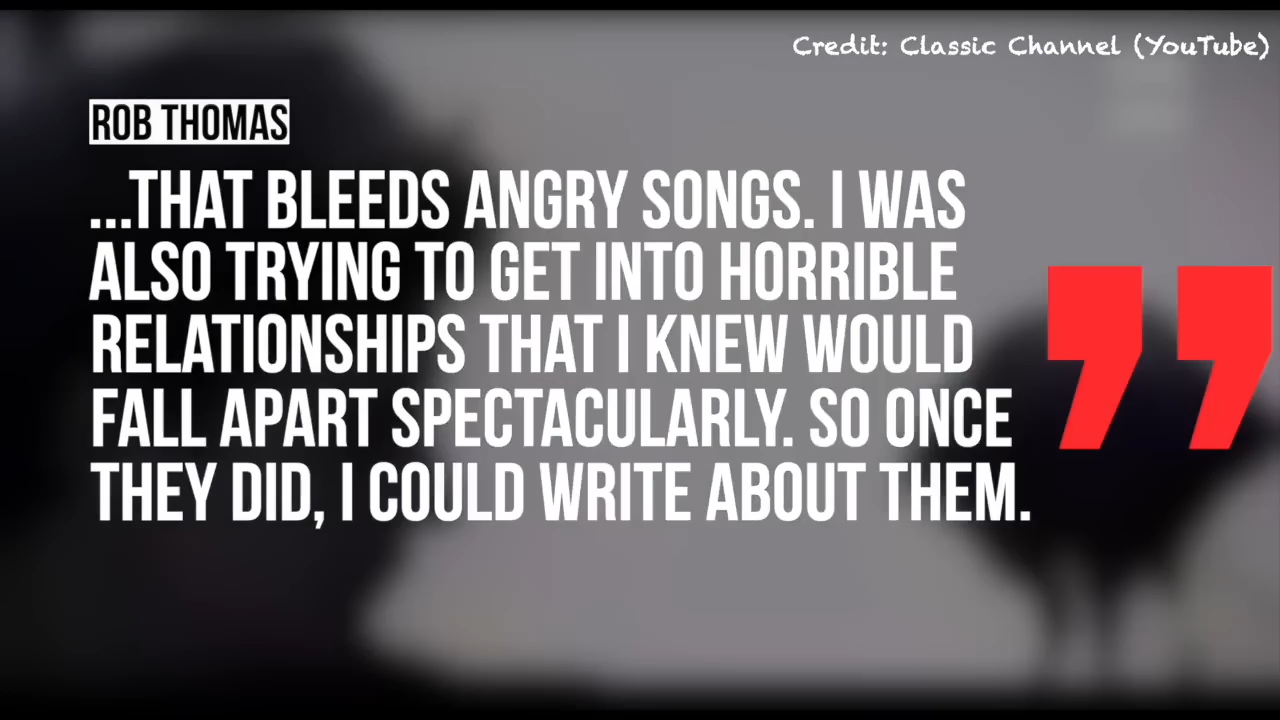 Credit: Classic Channel (YouTube)
ROB THOMAS
...THAT BLEEDS ANGRY SONGS. I WAS
ALSO TRYING TO GET INTO HORRIBLE
RELATIONSHIPS THAT I KNEW WOULD
FALL APART SPECTACULARLY. SO ONCE
THEY DID, I COULD WRITE ABOUT THEM.
”